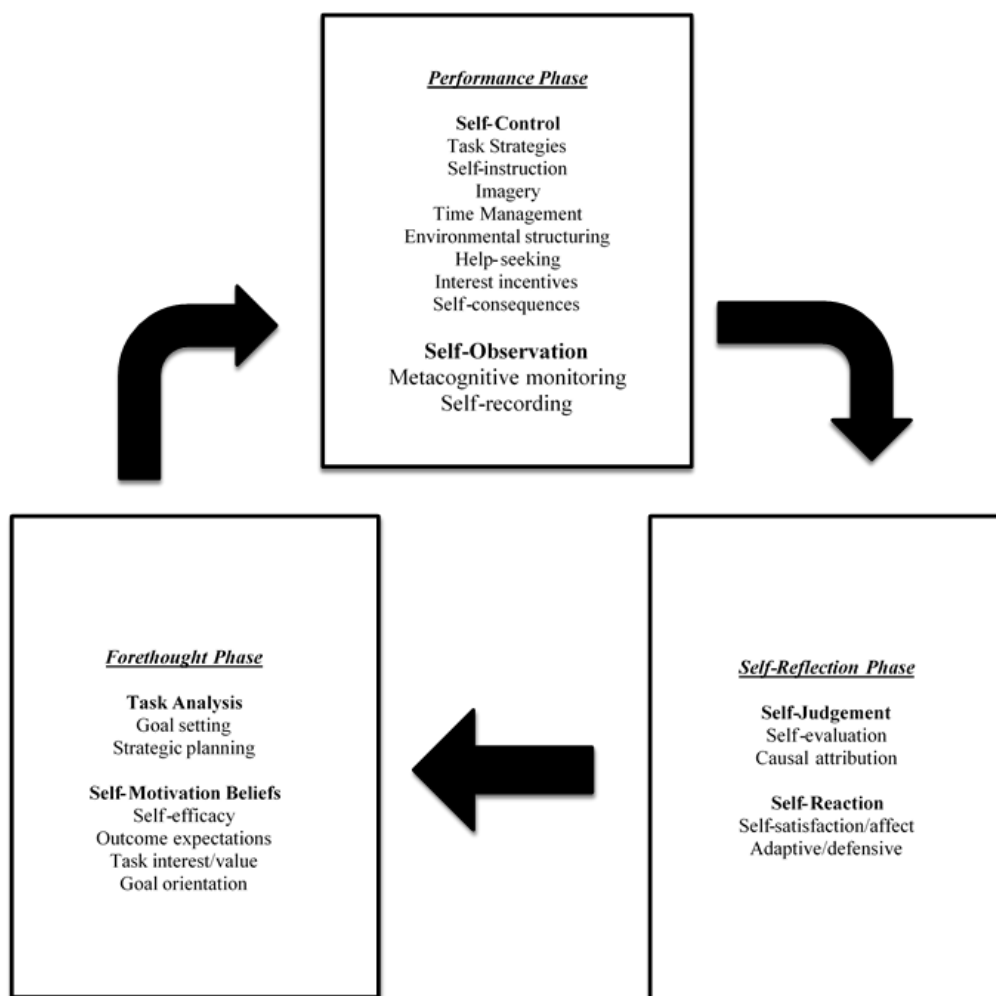 Performance Phase
Self-Control
Task Strategies
Self-instruction
Imagery
Time Management
Environmental structuring
Help-seeking
Interest incentives
Self-consequences
Self-Observation
Metacognitive monitoring
Self-recording
Forethought Phase
Task Analysis
Goal setting
Strategic planning
Self-Motivation Beliefs
Self-efficacy
Outcome expectations
Task interest/value
Goal orientation
Self-Reflection Phase
Self-Judgement
Self-evaluation
Causal attribution
Self-Reaction
Self-satisfaction/affect
Adaptive/defensive